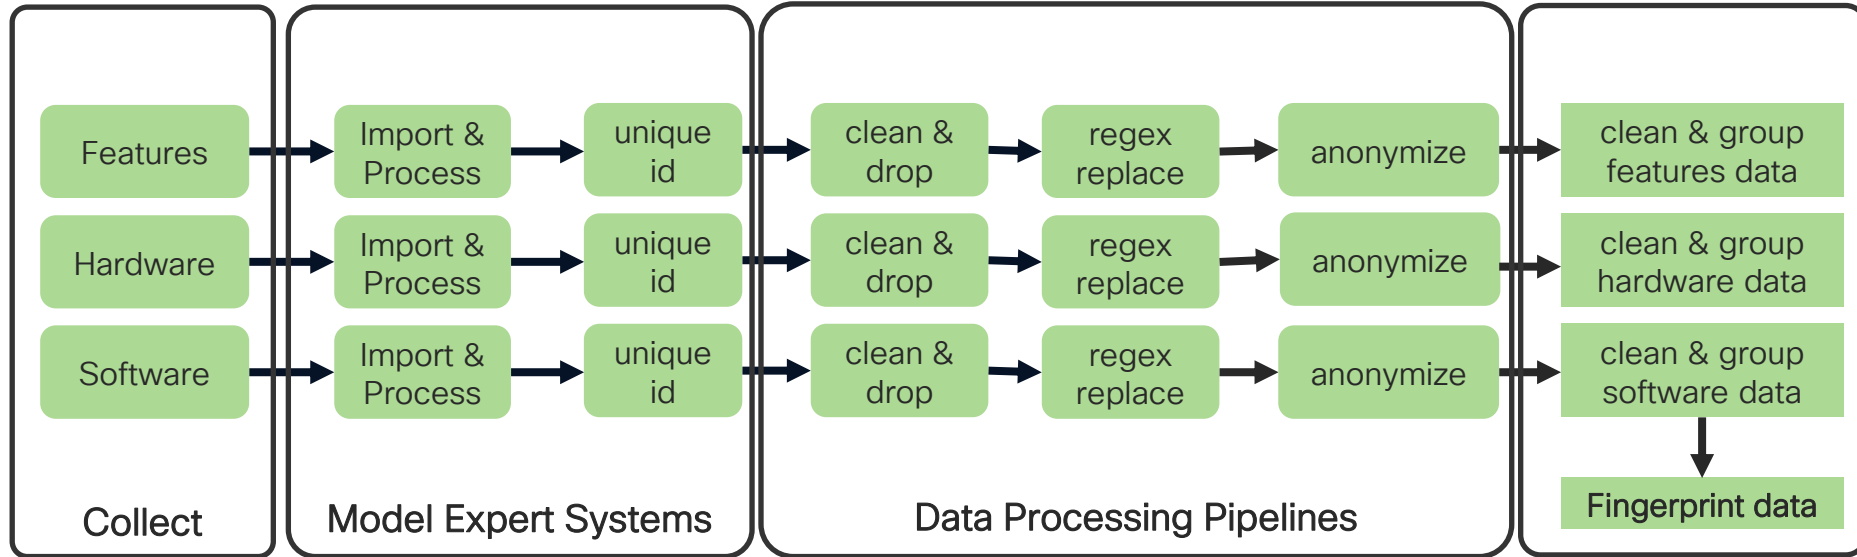 Features
Import &
Process
unique
id
clean &
drop
regex
replace
anonymize
clean & group
features data
Hardware
Import &
Process
unique
id
clean &
drop
regex
replace
anonymize
clean & group
hardware data
Software
Import &
Process
unique
id
clean &
drop
regex
replace
anonymize
clean & group
software data
Fingerprint data
Collect
Model Expert Systems
Data Processing Pipelines